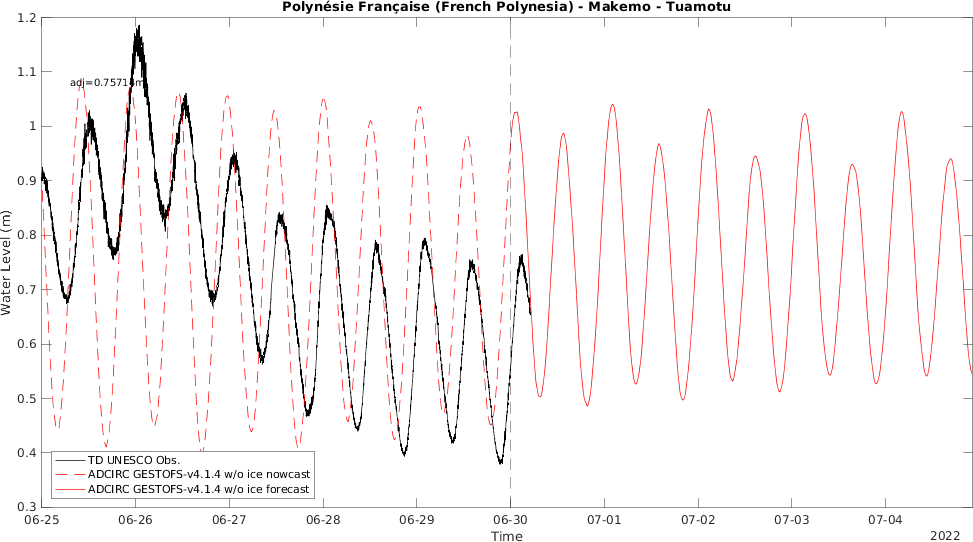 Polynésie Française (French Polynesia) - Makemo - Tuamotu
1.2
1.1
1
0.9
0.8
0.7
0.6
0.5
0.4
0.3
Water Level (m)
adj=0.75714m
TD UNESCO Obs.
ADCIRC GESTOFS-v4.1.4 w/o ice nowcast
ADCIRC GESTOFS-v4.1.4 w/o ice forecast
06-25 06-26 06-27 06-28 06-29 06-30 07-01 07-02 07-03 07-04
Time
2022